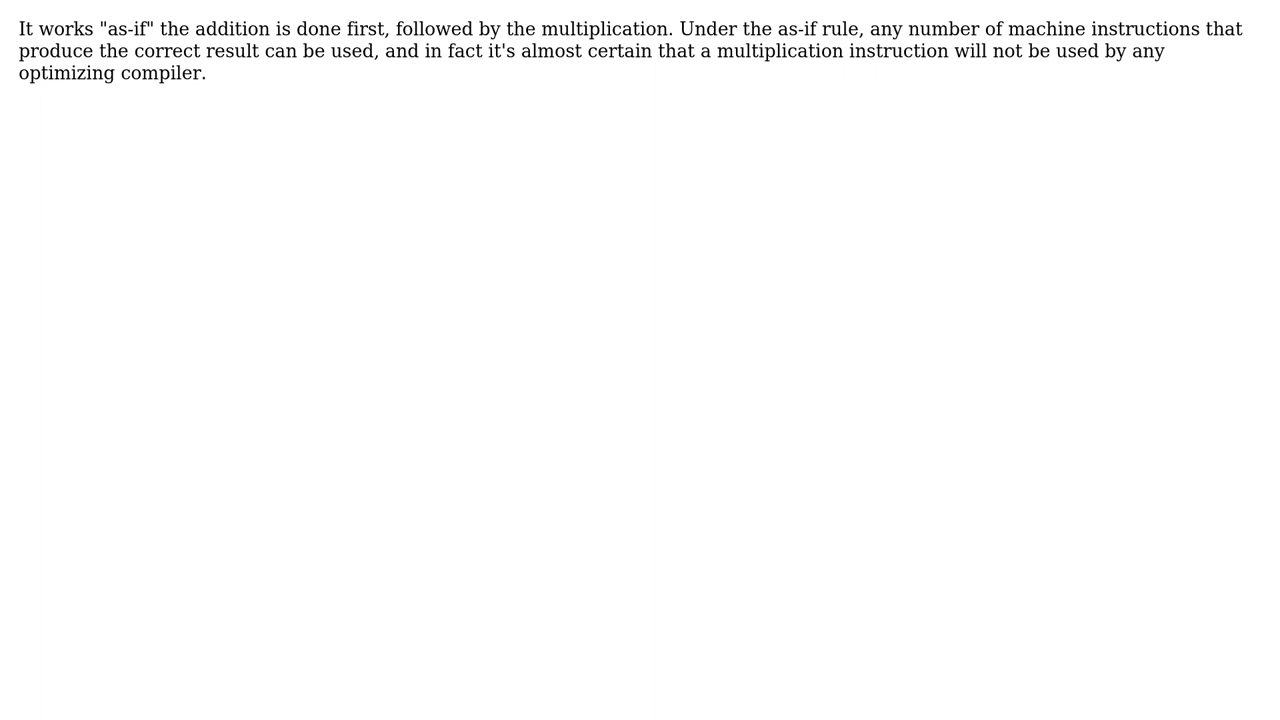 It works "as-if" the addition is done first, followed by the multiplication. Under the as-if rule, any number of machine instructions that
produce the correct result can be used, and in fact it's almost certain that a multiplication instruction will not be used by any
optimizing compiler.